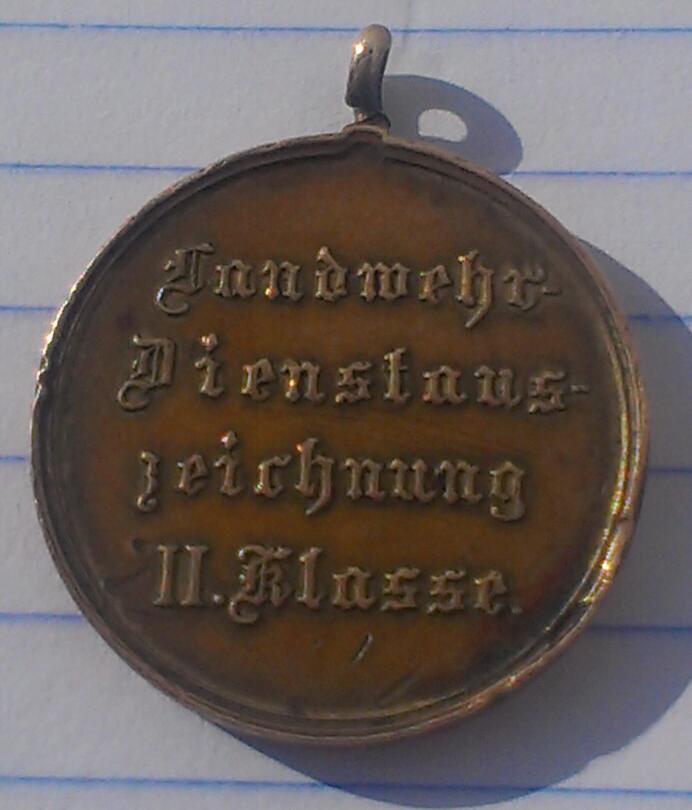 Landwehr-
Dienstaus-
zeichnung
II. Klasse.